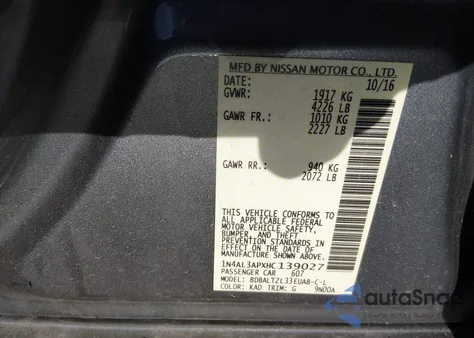 MFD BY NISSAN MOTOR CO., LTD.
DATE: 10/16
GVWR: 1917 KG
4226 LB
GAWR FR.: 1010 KG
2227 LB
GAWR RR.: 940 KG
2072 LB
THIS VEHICLE CONFORMS TO
ALL APPLICABLE FEDERAL
MOTOR VEHICLE SAFETY,
BUMPER, AND THEFT
PREVENTION STANDARDS IN
EFFECT ON THE DATE OF
MANUFACTURE SHOWN ABOVE.
1N4AL3APXHC139027
PASSENGER CAR 607
MODEL: BDBALTZL33EUAB-C-L
COLOR: KAD TRIM: G 9N00A
autoSnap